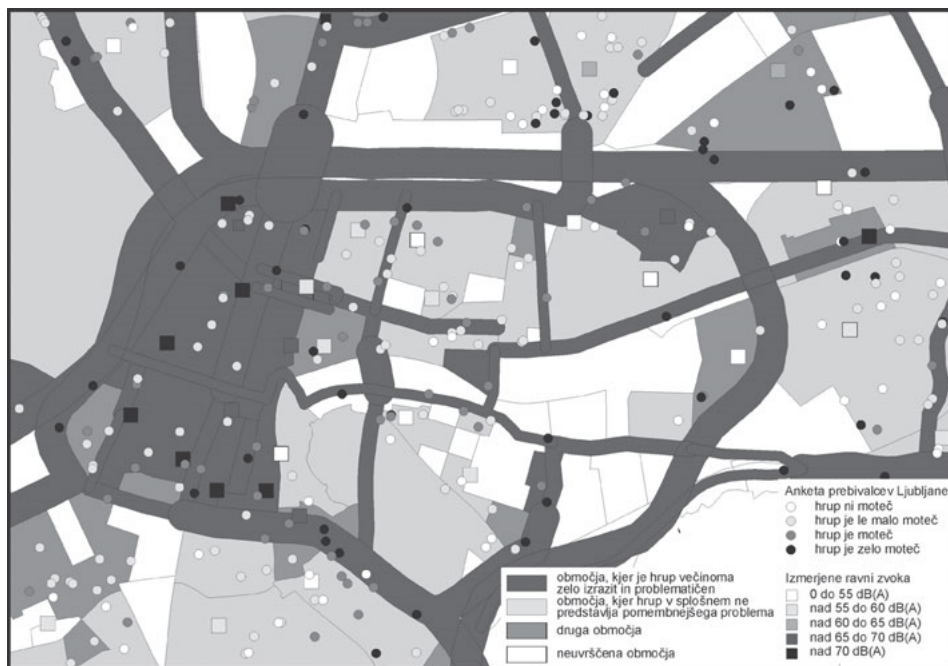 Anketa prebivalcev Ljubljane
hrup ni moteč
hrup je le malo moteč
hrup je moteč
hrup je zelo moteč
Izmerjene ravni zvoka
0 do 55 dB(A)
nad 55 do 60 dB(A)
nad 60 do 65 dB(A)
nad 65 do 70 dB(A)
nad 70 dB(A)
območja, kjer je hrup večinoma
zelo izrazit in problematičen
območja, kjer hrup v splošnem ne
predstavlja pomembnejšega problema
druga območja
neuvrščena območja